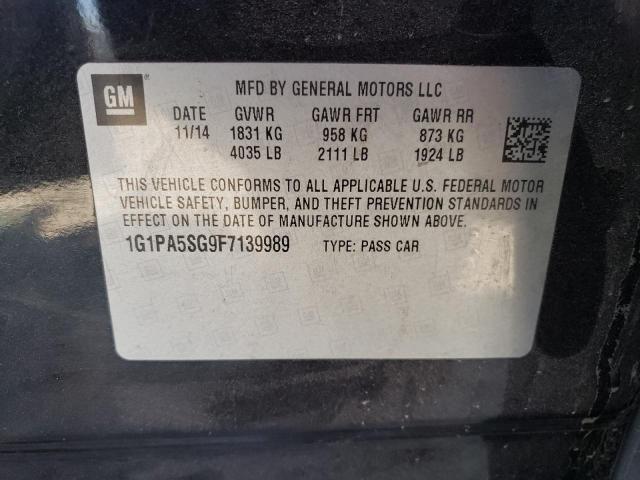 GM
MFD BY GENERAL MOTORS LLC
DATE GVWR GAWR FRT GAWR RR
11/14 1831 KG 958 KG 873 KG
4035 LB 2111 LB 1924 LB
THIS VEHICLE CONFORMS TO ALL APPLICABLE U.S. FEDERAL MOTOR
VEHICLE SAFETY, BUMPER, AND THEFT PREVENTION STANDARDS IN
EFFECT ON THE DATE OF MANUFACTURE SHOWN ABOVE.
1G1PA5SG9F7139989 TYPE: PASS CAR